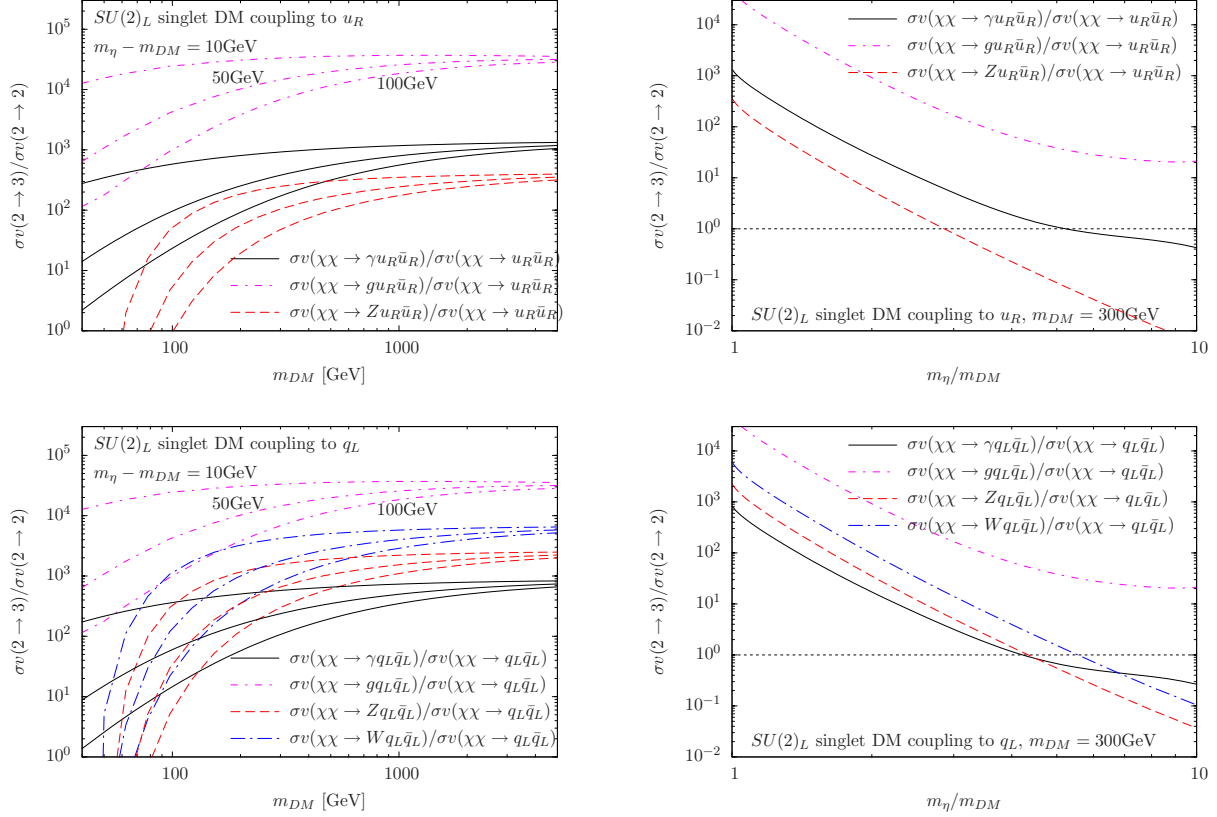 SU(2)_L singlet DM coupling to u_R
m_η − m_DM = 10GeV
50GeV
100GeV
σv(χχ → γu_R ū_R)/σv(χχ → u_R ū_R)
σv(χχ → gu_R ū_R)/σv(χχ → u_R ū_R)
σv(χχ → Zu_R ū_R)/σv(χχ → u_R ū_R)
σv(2 → 3)/σv(2 → 2)
10^5
10^4
10^3
10^2
10^1
10^0
100
1000
m_DM [GeV]
σv(χχ → γu_R ū_R)/σv(χχ → u_R ū_R)
σv(χχ → gu_R ū_R)/σv(χχ → u_R ū_R)
σv(χχ → Zu_R ū_R)/σv(χχ → u_R ū_R)
SU(2)_L singlet DM coupling to u_R, m_DM = 300GeV
σv(2 → 3)/σv(2 → 2)
10^4
10^3
10^2
10^1
10^0
10^−1
10^−2
1
10
m_η/m_DM
SU(2)_L singlet DM coupling to q_L
m_η − m_DM = 10GeV
50GeV
100GeV
σv(χχ → γq_L q̄_L)/σv(χχ → q_L q̄_L)
σv(χχ → gq_L q̄_L)/σv(χχ → q_L q̄_L)
σv(χχ → Zq_L q̄_L)/σv(χχ → q_L q̄_L)
σv(χχ → Wq_L q̄_L)/σv(χχ → q_L q̄_L)
σv(2 → 3)/σv(2 → 2)
10^5
10^4
10^3
10^2
10^1
10^0
100
1000
m_DM [GeV]
σv(χχ → γq_L q̄_L)/σv(χχ → q_L q̄_L)
σv(χχ → gq_L q̄_L)/σv(χχ → q_L q̄_L)
σv(χχ → Zq_L q̄_L)/σv(χχ → q_L q̄_L)
σv(χχ → Wq_L q̄_L)/σv(χχ → q_L q̄_L)
SU(2)_L singlet DM coupling to q_L, m_DM = 300GeV
σv(2 → 3)/σv(2 → 2)
10^4
10^3
10^2
10^1
10^0
10^−1
10^−2
1
10
m_η/m_DM